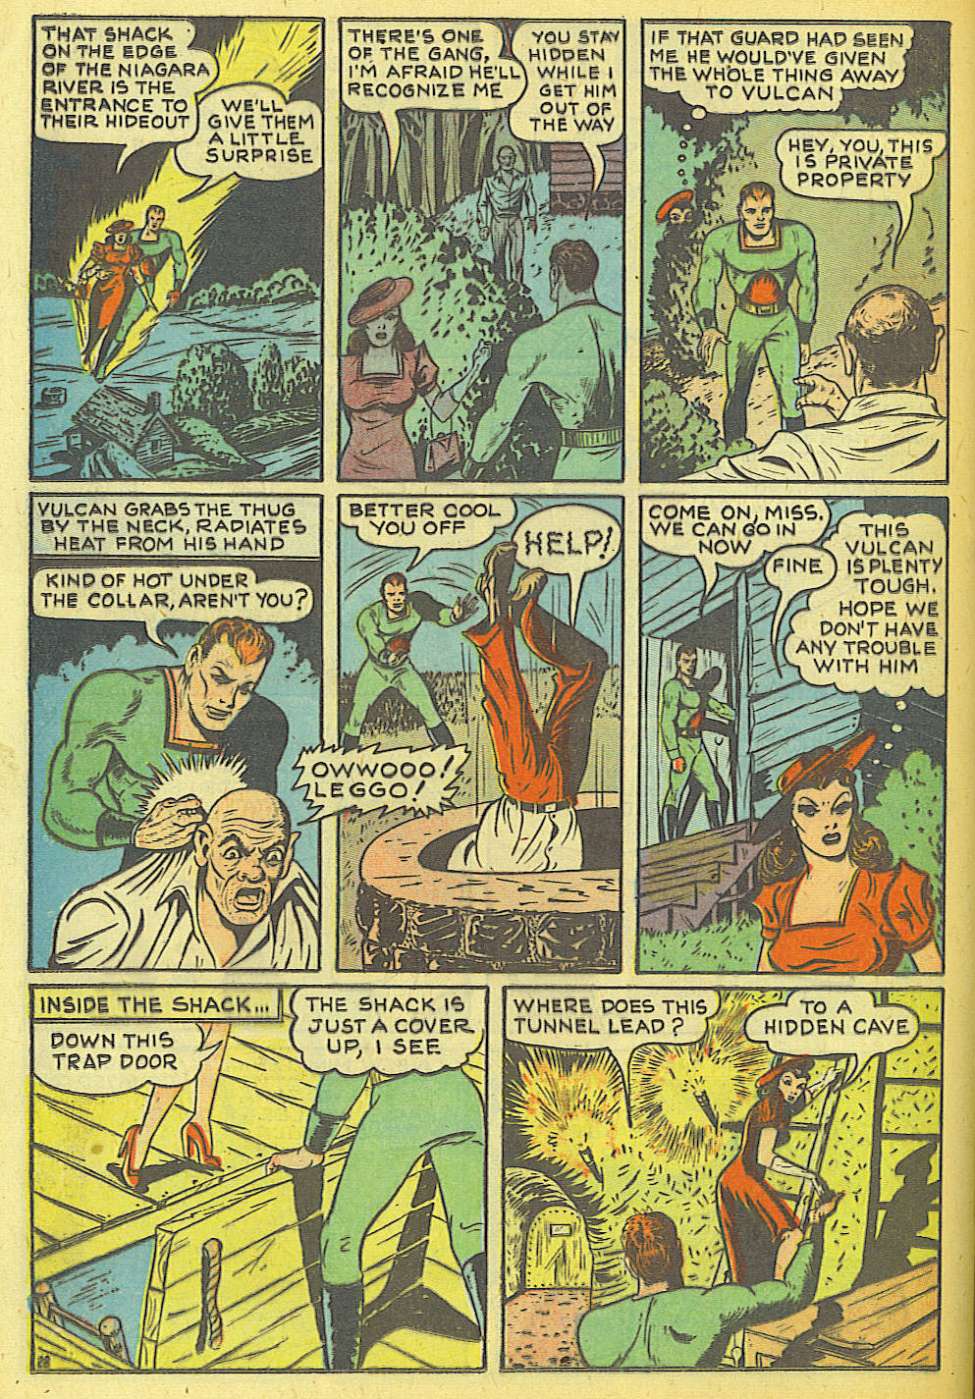 THAT SHACK
ON THE EDGE
OF THE NIAGARA
RIVER IS THE
ENTRANCE TO
THEIR HIDEOUT
WE'LL
GIVE THEM
A LITTLE
SURPRISE
THERE'S ONE
OF THE GANG,
I'M AFRAID HE'LL
RECOGNIZE ME
YOU STAY
HIDDEN
WHILE I
GET HIM
OUT OF
THE WAY
IF THAT GUARD HAD SEEN
ME HE WOULD'VE GIVEN
THE WHOLE THING AWAY
TO VULCAN
HEY, YOU, THIS
IS PRIVATE
PROPERTY
VULCAN GRABS THE THUG
BY THE NECK, RADIATES
HEAT FROM HIS HAND
KIND OF HOT UNDER
THE COLLAR, AREN'T YOU?
OWWOOO!
LEGGO!
BETTER COOL
YOU OFF
HELP!
COME ON, MISS.
WE CAN GO IN
NOW
FINE
THIS
VULCAN
IS PLENTY
TOUGH.
HOPE WE
DON'T HAVE
ANY TROUBLE
WITH HIM
INSIDE THE SHACK...
DOWN THIS
TRAP DOOR
THE SHACK IS
JUST A COVER
UP, I SEE
WHERE DOES THIS
TUNNEL LEAD?
TO A
HIDDEN CAVE